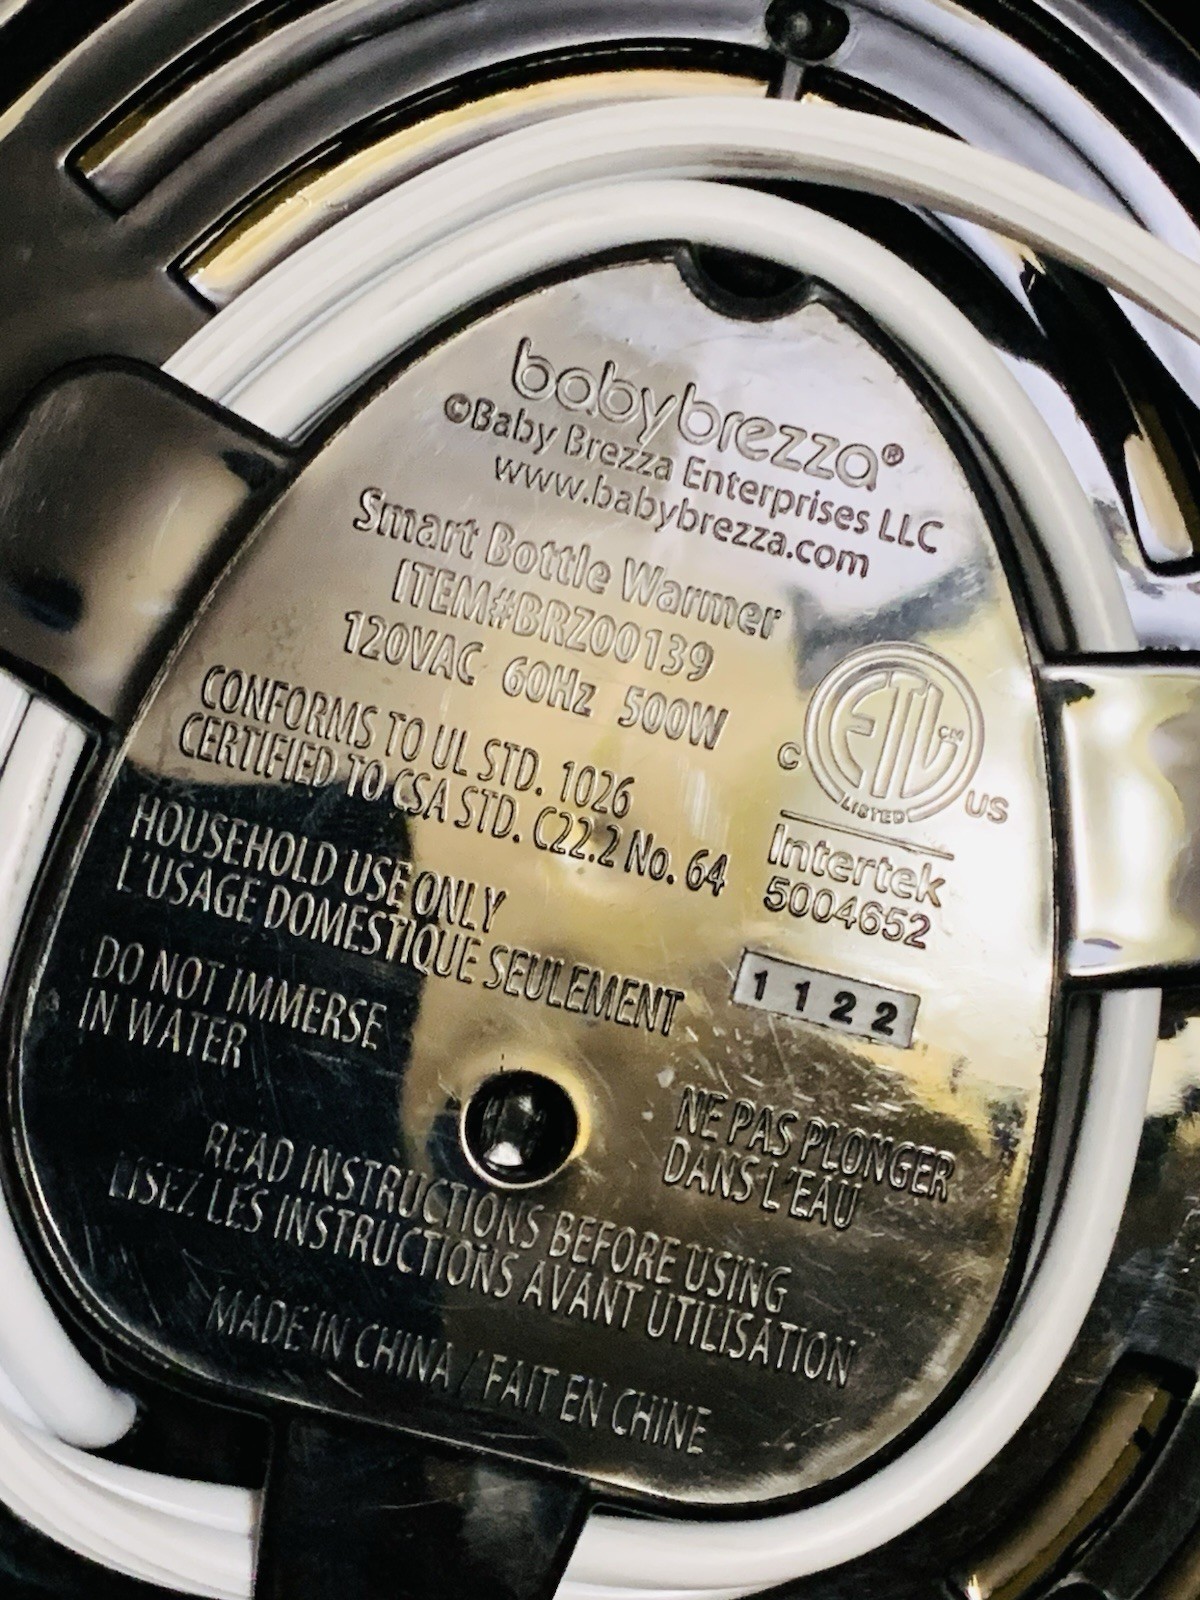 babybrezza®
©Baby Brezza Enterprises LLC
www.babybrezza.com
Smart Bottle Warmer
ITEM#BRZ00139
120VAC 60Hz 500W
CONFORMS TO UL STD. 1026
CERTIFIED TO CSA STD. C22.2 No. 64
ETL CM
LISTED
C US
Intertek
5004652
HOUSEHOLD USE ONLY
L'USAGE DOMESTIQUE SEULEMENT
1122
DO NOT IMMERSE
IN WATER
NE PAS PLONGER
DANS L'EAU
READ INSTRUCTIONS BEFORE USING
LISEZ LES INSTRUCTIONS AVANT UTILISATION
MADE IN CHINA / FAIT EN CHINE